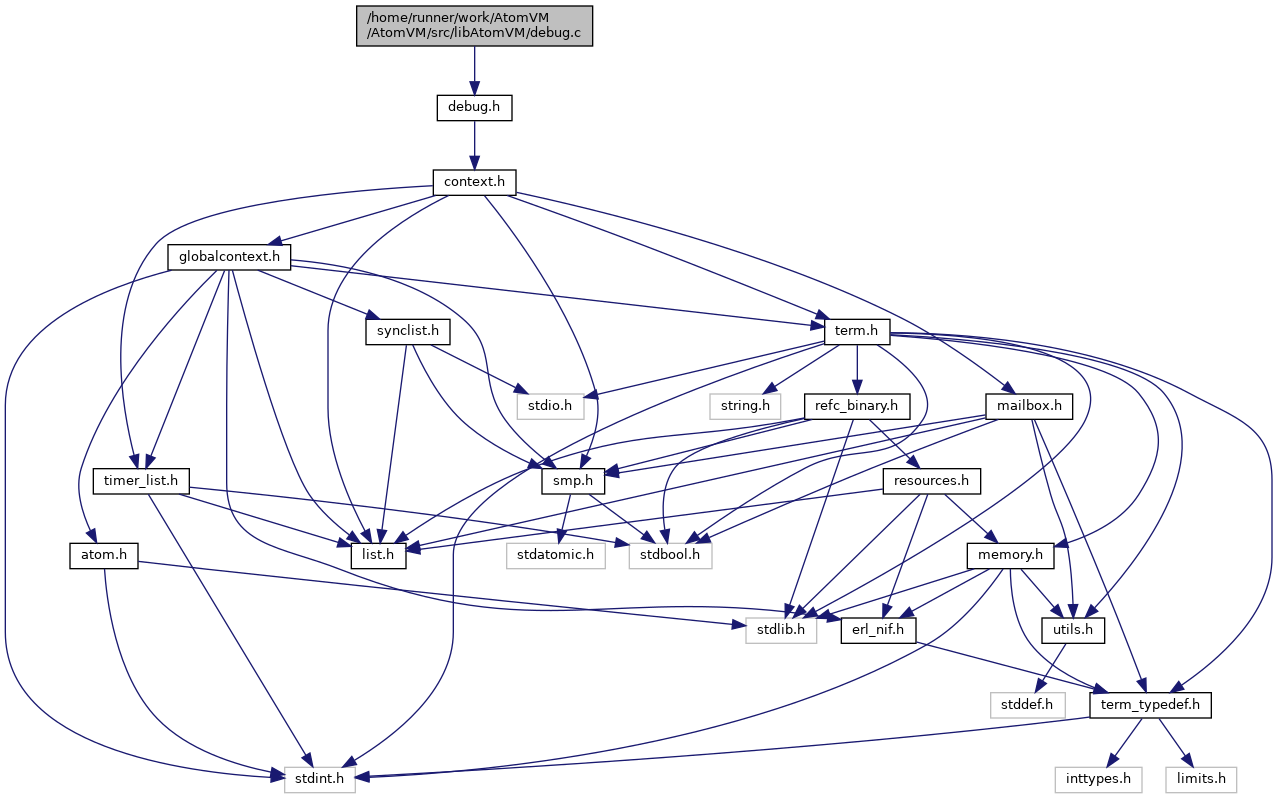 /home/runner/work/AtomVM
/AtomVM/src/libAtomVM/debug.c
debug.h
context.h
globalcontext.h
synclist.h
term.h
stdio.h
string.h
refc_binary.h
mailbox.h
timer_list.h
smp.h
resources.h
atom.h
list.h
stdatomic.h
stdbool.h
memory.h
stdlib.h
erl_nif.h
utils.h
stddef.h
term_typedef.h
stdint.h
inttypes.h
limits.h